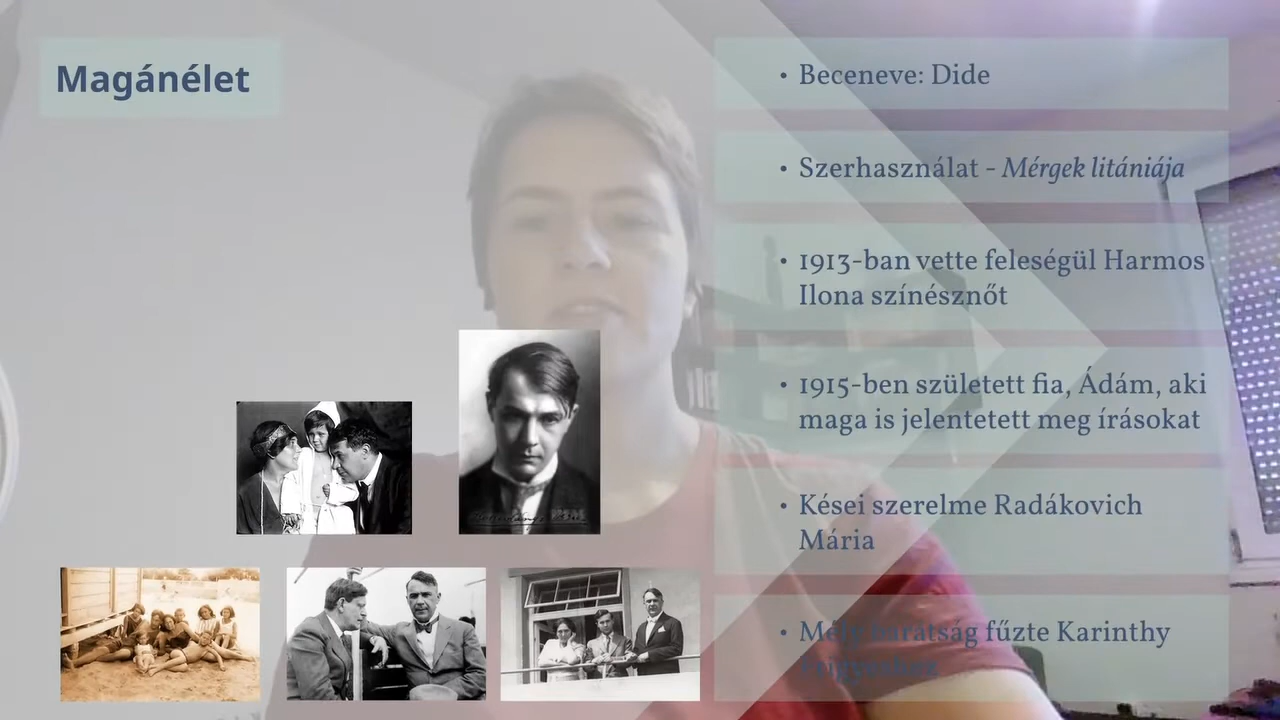 Magánélet
• Beceneve: Dide
• Szerhasználat - Mérgek litániája
• 1913-ban vette feleségül Harmos
Ilona színésznőt
• 1915-ben született fia, Ádám, aki
maga is jelentetett meg írásokat
• Kései szerelme Radákovich
Mária
• Mély barátság fűzte Karinthy
Frigyeshez